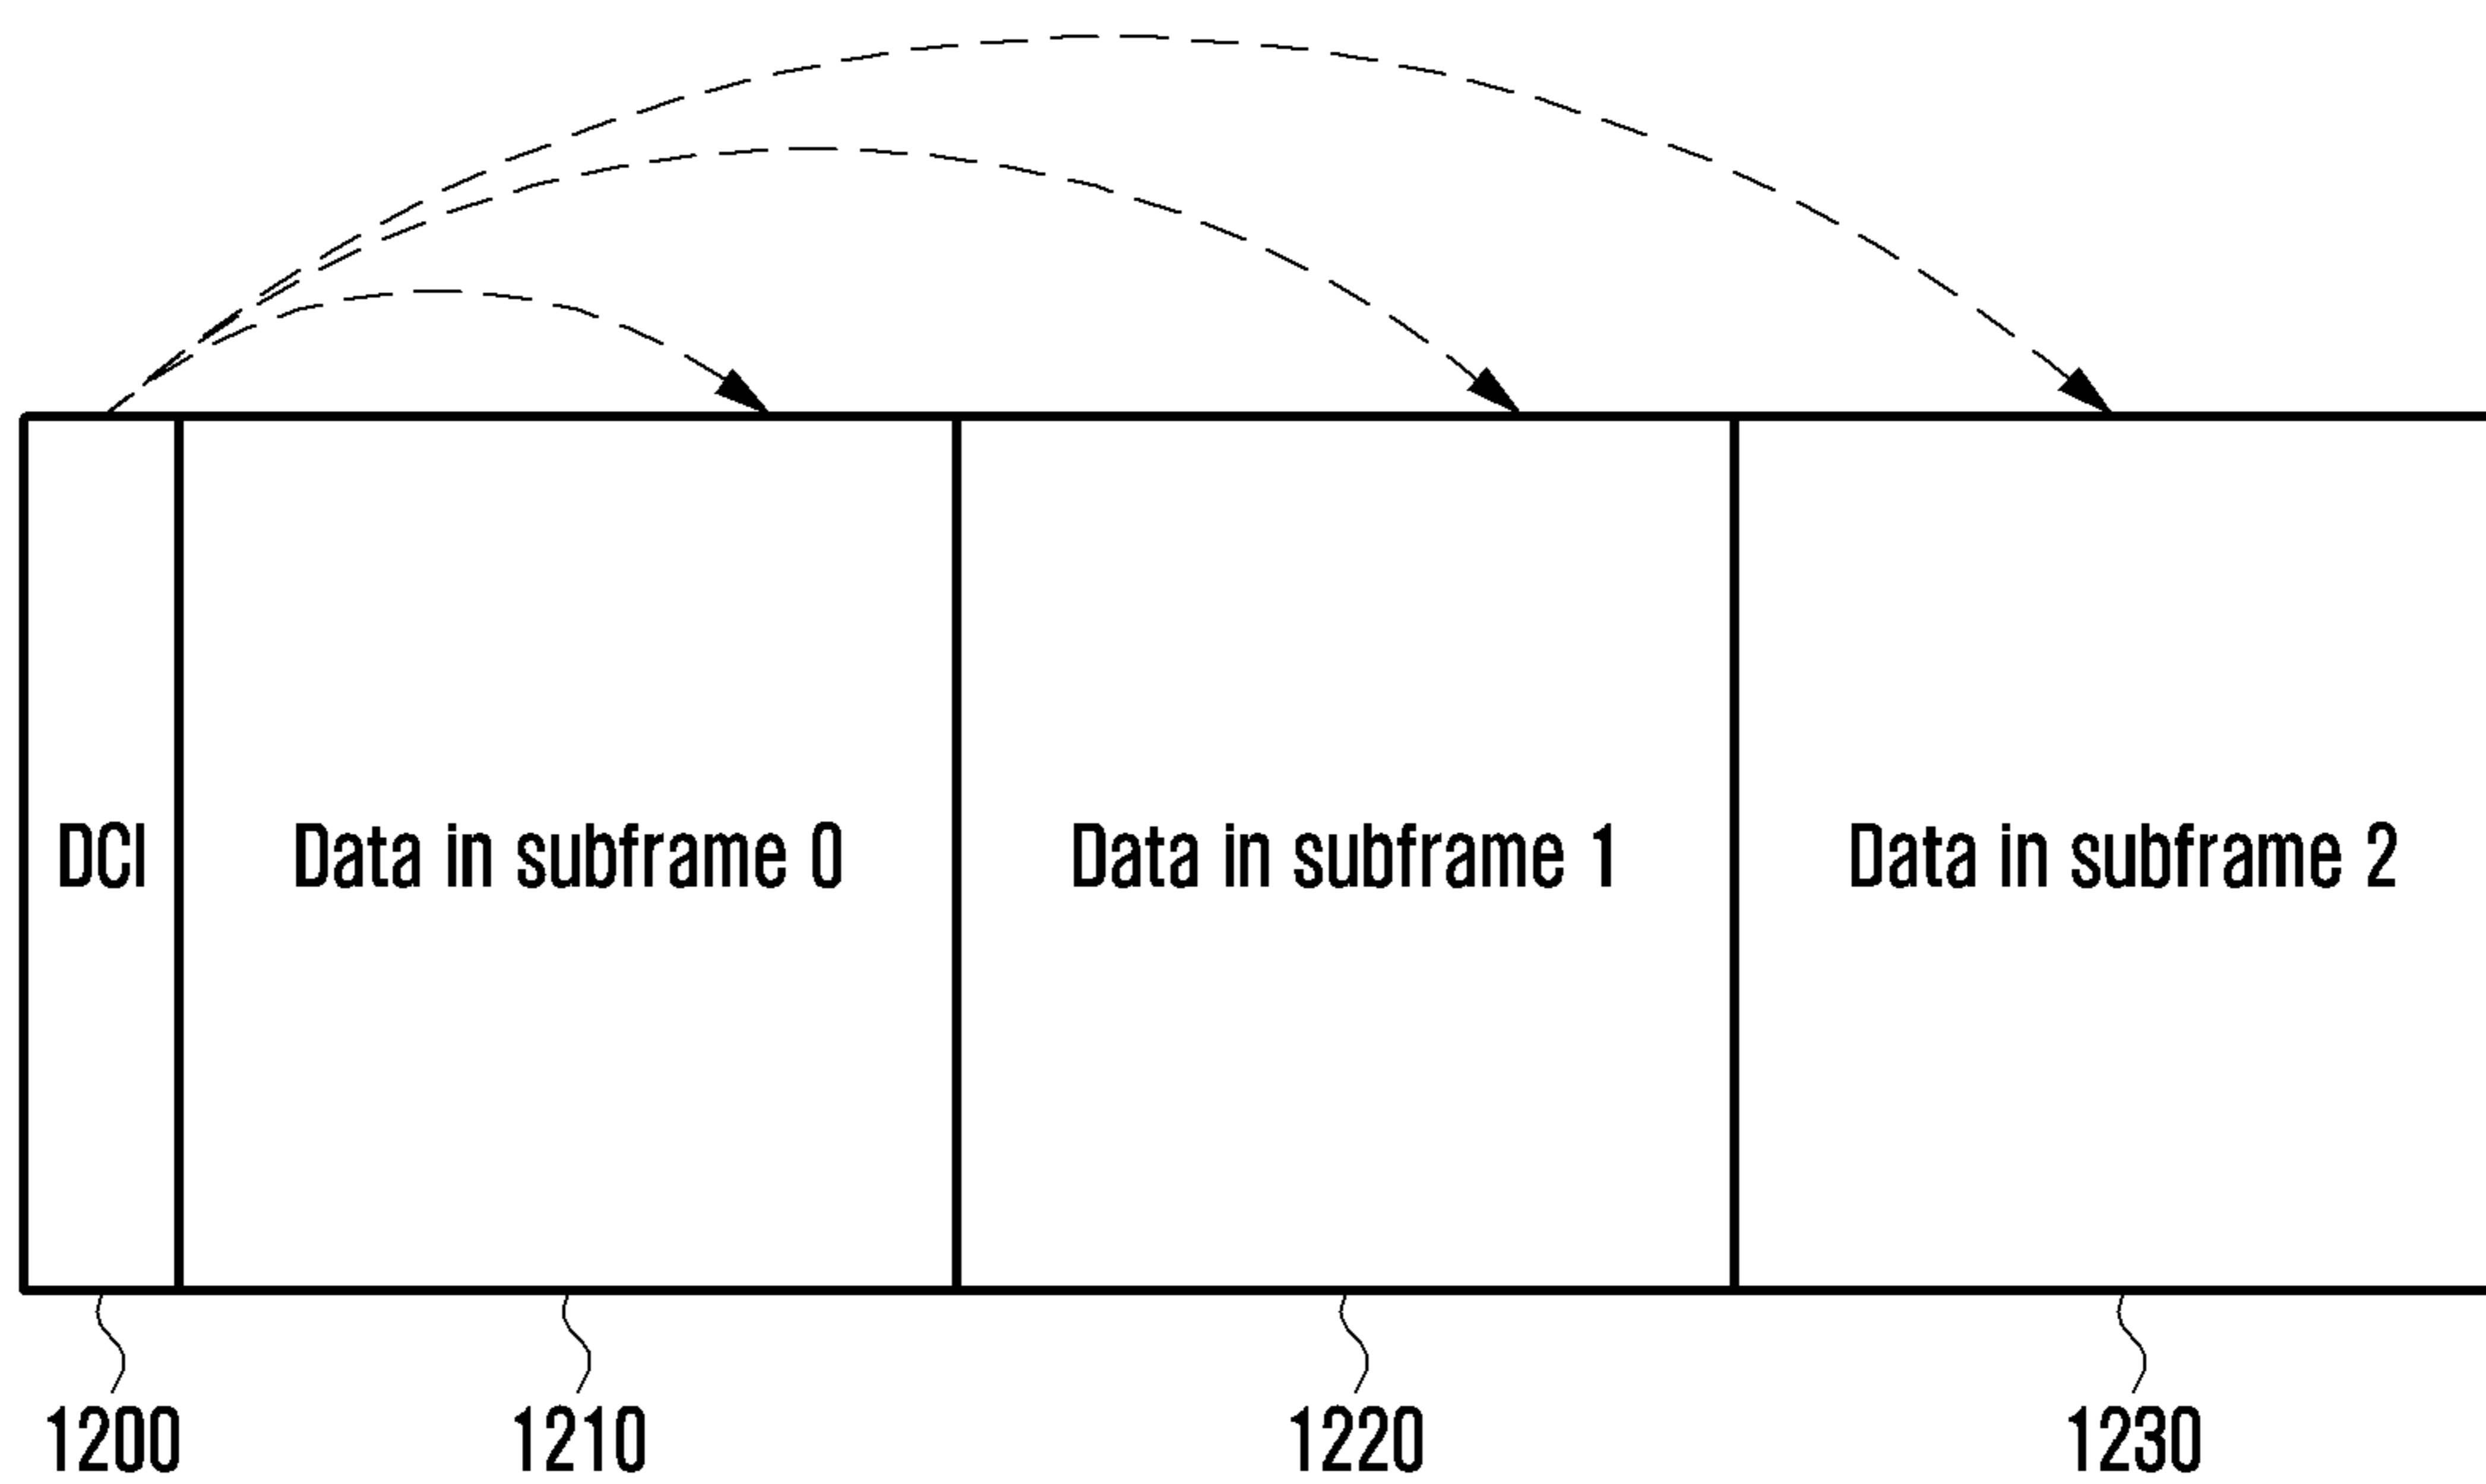 DCI
Data in subframe 0
Data in subframe 1
Data in subframe 2
1200
1210
1220
1230